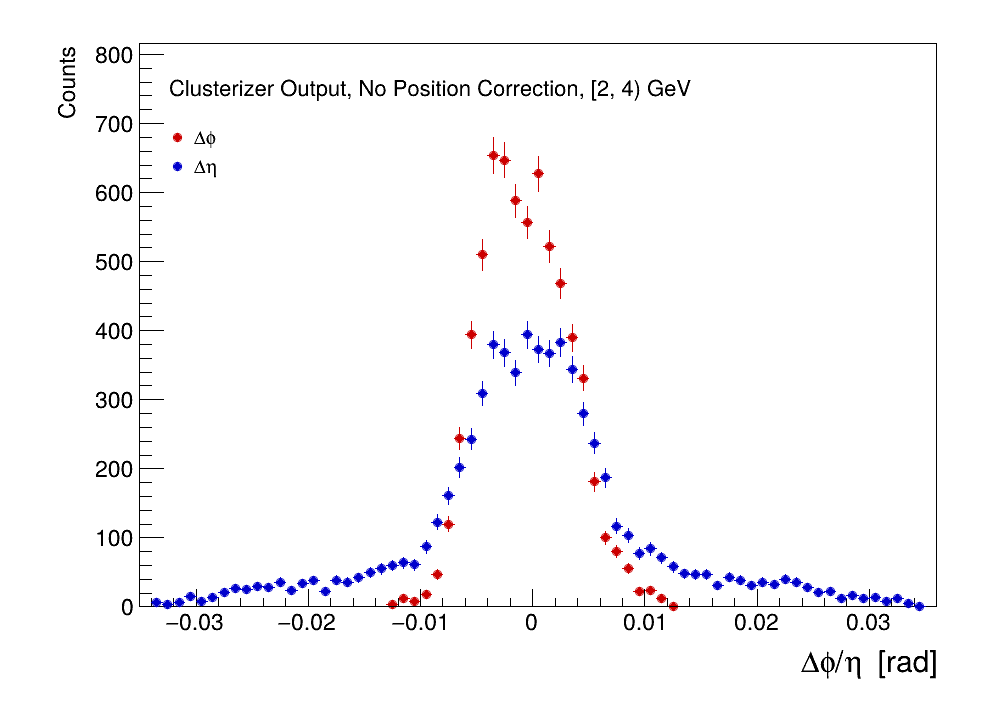 Counts
800
700
600
500
400
300
200
100
0
Clusterizer Output, No Position Correction, [2, 4) GeV
Δϕ
Δη
−0.03 −0.02 −0.01 0 0.01 0.02 0.03
Δϕ/η [rad]